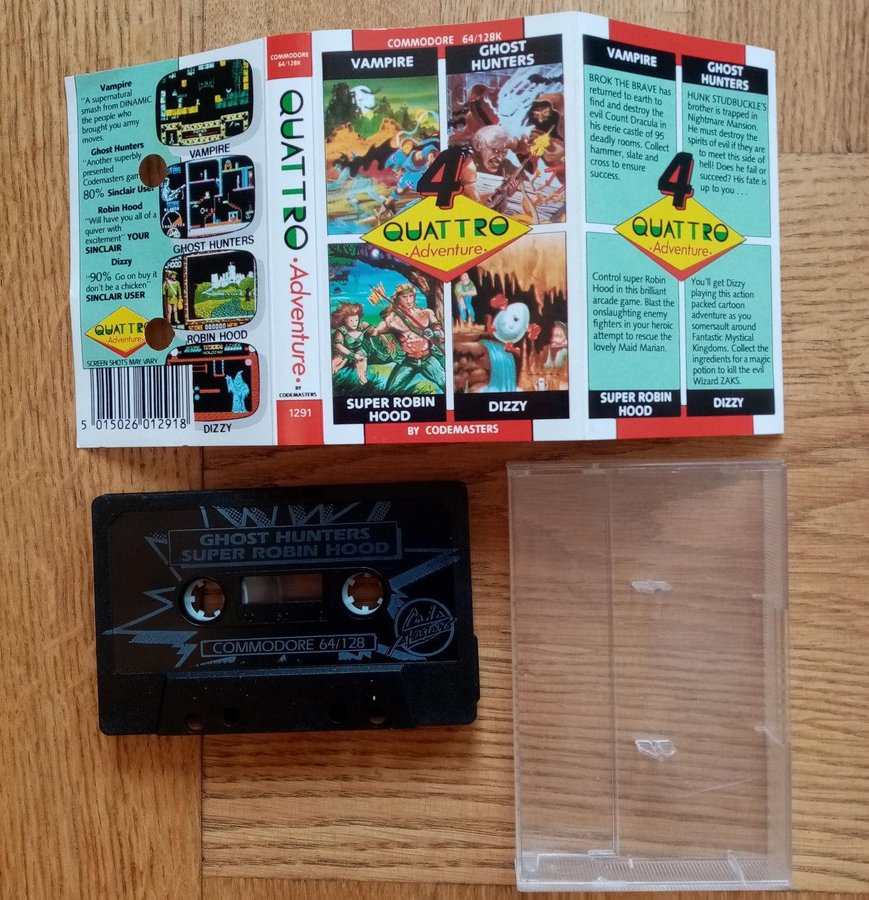 Vampire
"A supernatural
smash from DINAMIC
the people who
brought you army
moves.
Ghost Hunters
"Another superbly
presented
Codemasters gam
80% Sinclair User
Robin Hood
"Will have you all of a
quiver with
excitement" YOUR
SINCLAIR
Dizzy
"90% Go on buy it
don't be a chicken"
SINCLAIR USER
QUATTRO
Adventure
SCREEN SHOTS MAY VARY
5 015026 012918
VAMPIRE
GHOST HUNTERS
ROBIN HOOD
DIZZY
COMMODORE
64/128K
QUATTRO
·Adventure·
BY
CODEMASTERS
1291
COMMODORE 64/128K
VAMPIRE
GHOST
HUNTERS
4
QUATTRO
·Adventure·
SUPER ROBIN
HOOD
DIZZY
BY CODEMASTERS
VAMPIRE
BROK THE BRAVE has
returned to earth to
find and destroy the
evil Count Dracula in
his eerie castle of 95
deadly rooms. Collect
hammer, slate and
cross to ensure
success.
GHOST
HUNTERS
HUNK STUDBUCKLE'S
brother is trapped in
Nightmare Mansion.
He must destroy the
spirits of evil if they are
to meet this side of
hell! Does he fail or
succeed? His fate is
up to you . . .
4
QUATTRO
·Adventure·
Control super Robin
Hood in this brilliant
arcade game. Blast the
onslaughting enemy
fighters in your heroic
attempt to rescue the
lovely Maid Marian.
SUPER ROBIN
HOOD
You'll get Dizzy
playing this action
packed cartoon
adventure as you
somersault around
Fantastic Mystical
Kingdoms. Collect the
ingredients for a magic
potion to kill the evil
Wizard ZAKS.
DIZZY
GHOST HUNTERS
SUPER ROBIN HOOD
COMMODORE 64/128